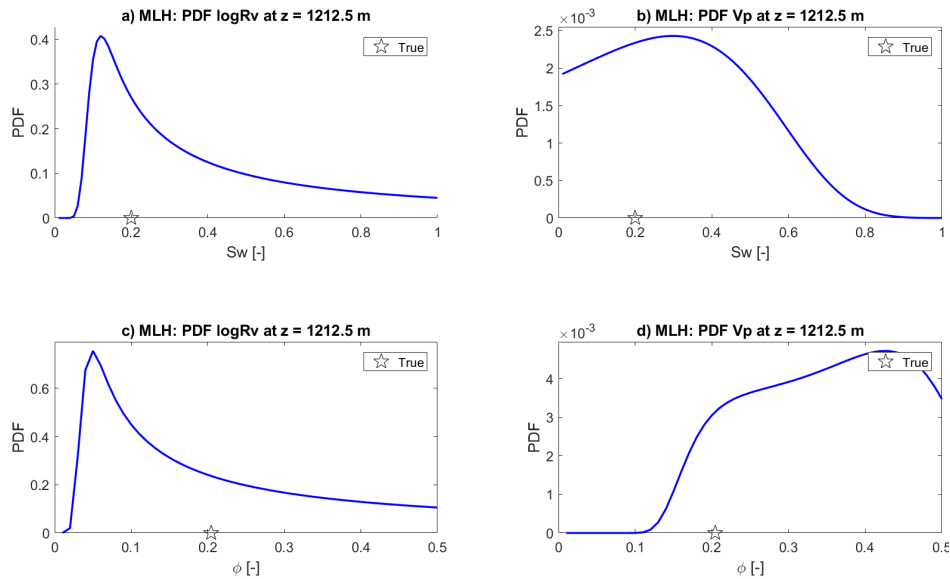 a) MLH: PDF logRv at z = 1212.5 m
0.4
0.3
0.2
0.1
0
PDF
0 0.2 0.4 0.6 0.8 1
Sw [-]
True
b) MLH: PDF Vp at z = 1212.5 m
×10⁻³
2.5
2
1.5
1
0.5
0
PDF
0 0.2 0.4 0.6 0.8 1
Sw [-]
True
c) MLH: PDF logRv at z = 1212.5 m
0.6
0.4
0.2
0
PDF
0 0.1 0.2 0.3 0.4 0.5
ϕ [-]
True
d) MLH: PDF Vp at z = 1212.5 m
×10⁻³
4
3
2
1
0
PDF
0 0.1 0.2 0.3 0.4 0.5
ϕ [-]
True